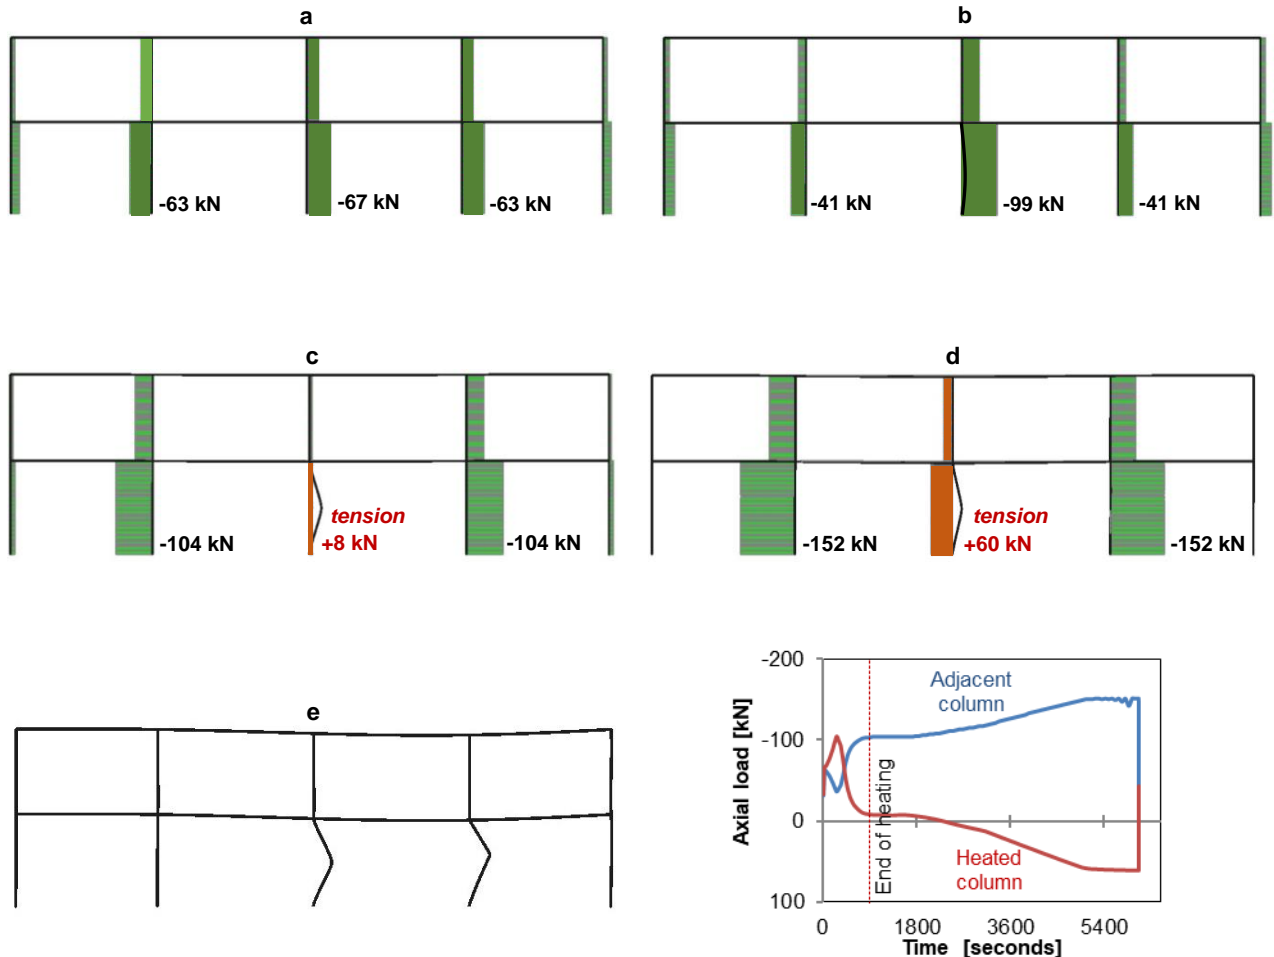 a
b
-63 kN
-67 kN
-63 kN
-41 kN
-99 kN
-41 kN
c
d
-104 kN
tension
+8 kN
-104 kN
-152 kN
tension
+60 kN
-152 kN
e
Axial load [kN]
-200
-100
0
100
Adjacent
column
End of heating
Heated
column
0
1800
3600
5400
Time [seconds]